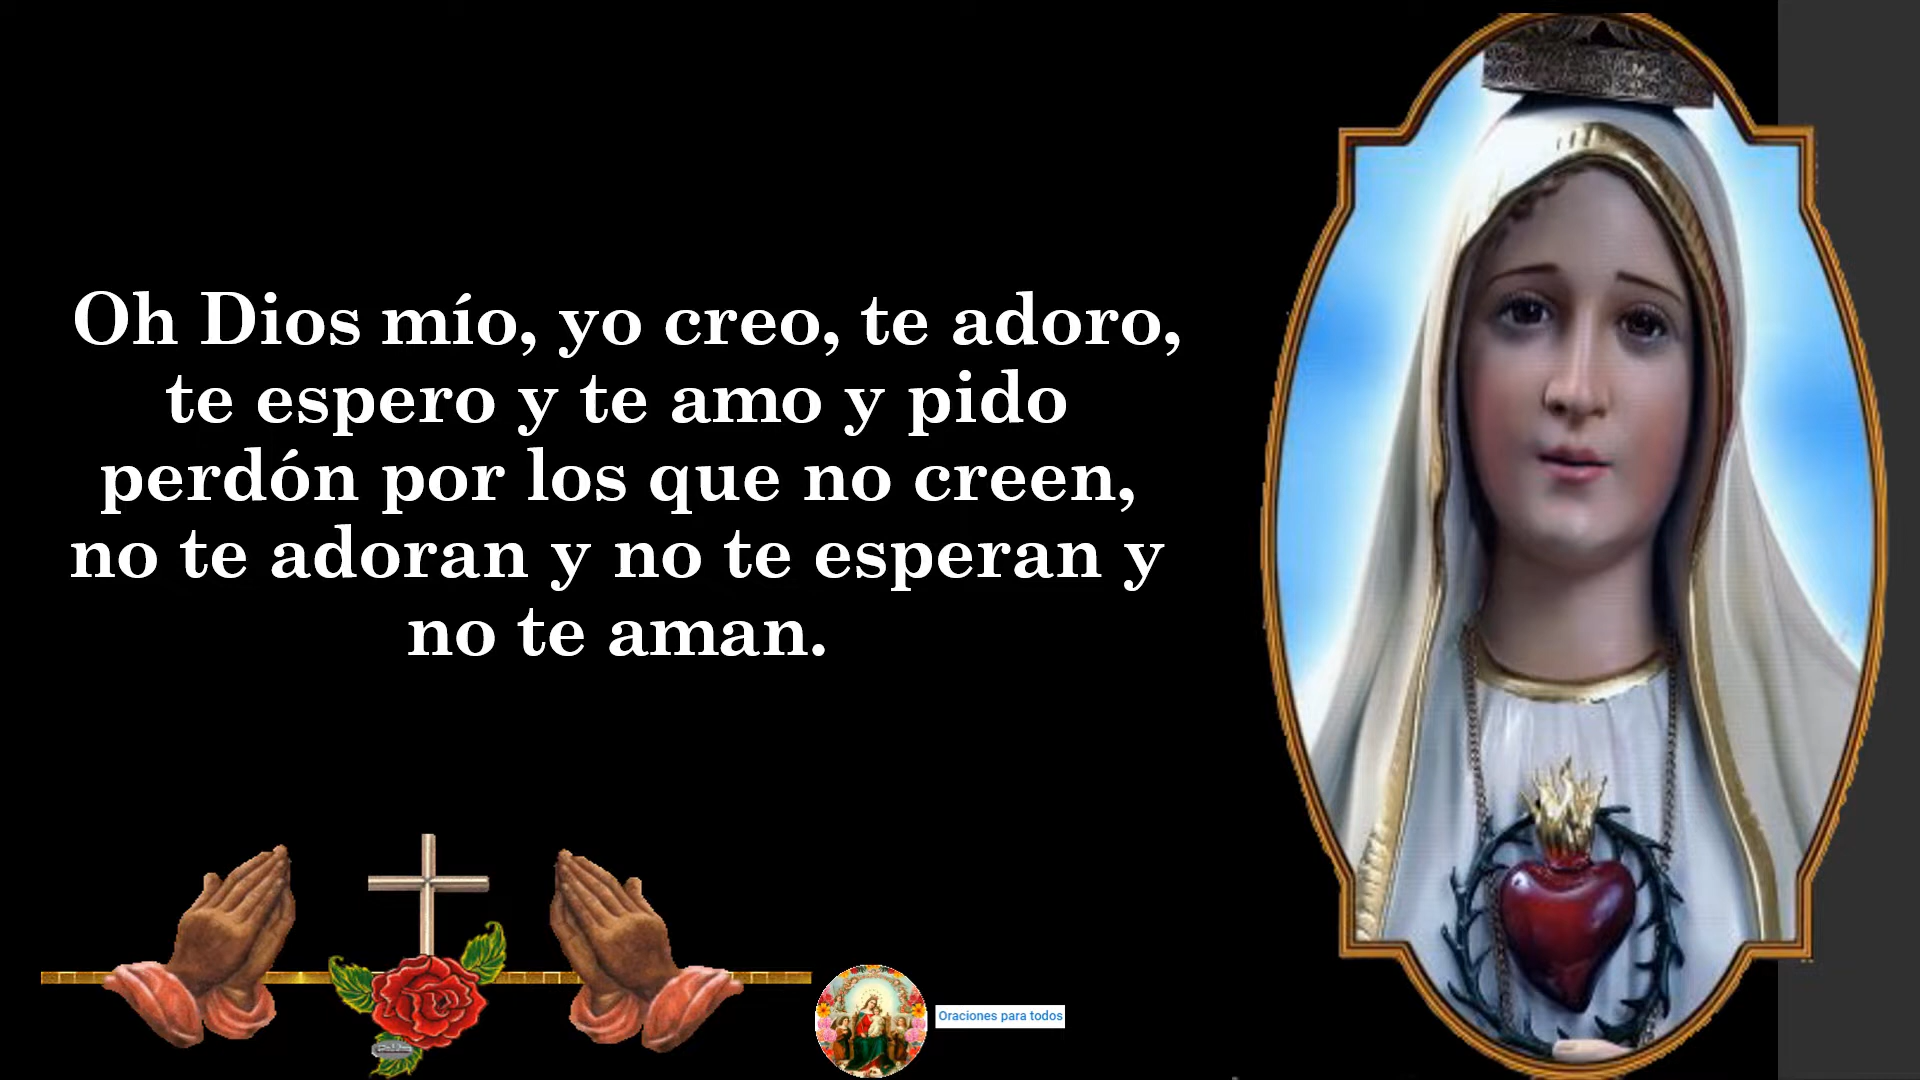 Oh Dios mío, yo creo, te adoro,
te espero y te amo y pido
perdón por los que no creen,
no te adoran y no te esperan y
no te aman.
Oraciones para todos